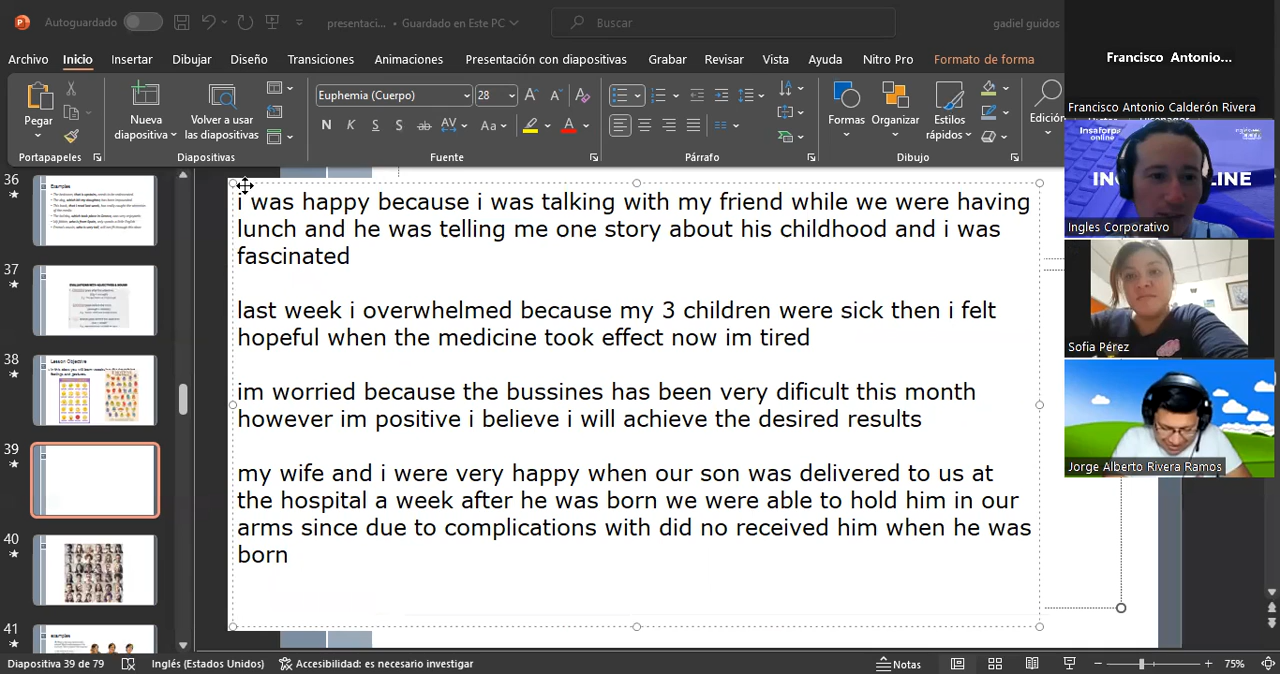 Autoguardado
presentaci... • Guardado en Este PC
Buscar
gadiel guidos
Archivo Inicio Insertar Dibujar Diseño Transiciones Animaciones Presentación con diapositivas Grabar Revisar Vista Ayuda Nitro Pro Formato de forma
Pegar
Nueva diapositiva
Volver a usar las diapositivas
Euphemia (Cuerpo) 28
N K S S ab AV Aa A
Formas Organizar Estilos rápidos Edición
Portapapeles Diapositivas Fuente Párrafo Dibujo
Francisco Antonio...
Francisco Antonio Calderón Rivera
Insaforp online
Ingles Corporativo
Sofia Pérez
Jorge Alberto Rivera Ramos
36
Examples
37
38
Lesson Objective
39
40
41
examples
i was happy because i was talking with my friend while we were having
lunch and he was telling me one story about his childhood and i was
fascinated
last week i overwhelmed because my 3 children were sick then i felt
hopeful when the medicine took effect now im tired
im worried because the bussines has been very dificult this month
however im positive i believe i will achieve the desired results
my wife and i were very happy when our son was delivered to us at
the hospital a week after he was born we were able to hold him in our
arms since due to complications with did no received him when he was
born
Diapositiva 39 de 79
Inglés (Estados Unidos)
Accesibilidad: es necesario investigar
Notas
75%